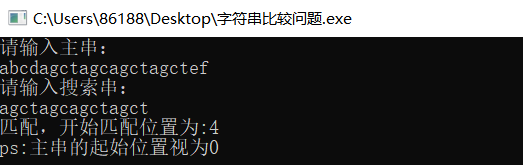 C:\Users\86188\Desktop\字符串比较问题.exe
请输入主串：
abcdagctagcagctagctef
请输入搜索串：
agctagcagctagct
匹配，开始匹配位置为:4
ps:主串的起始位置视为0